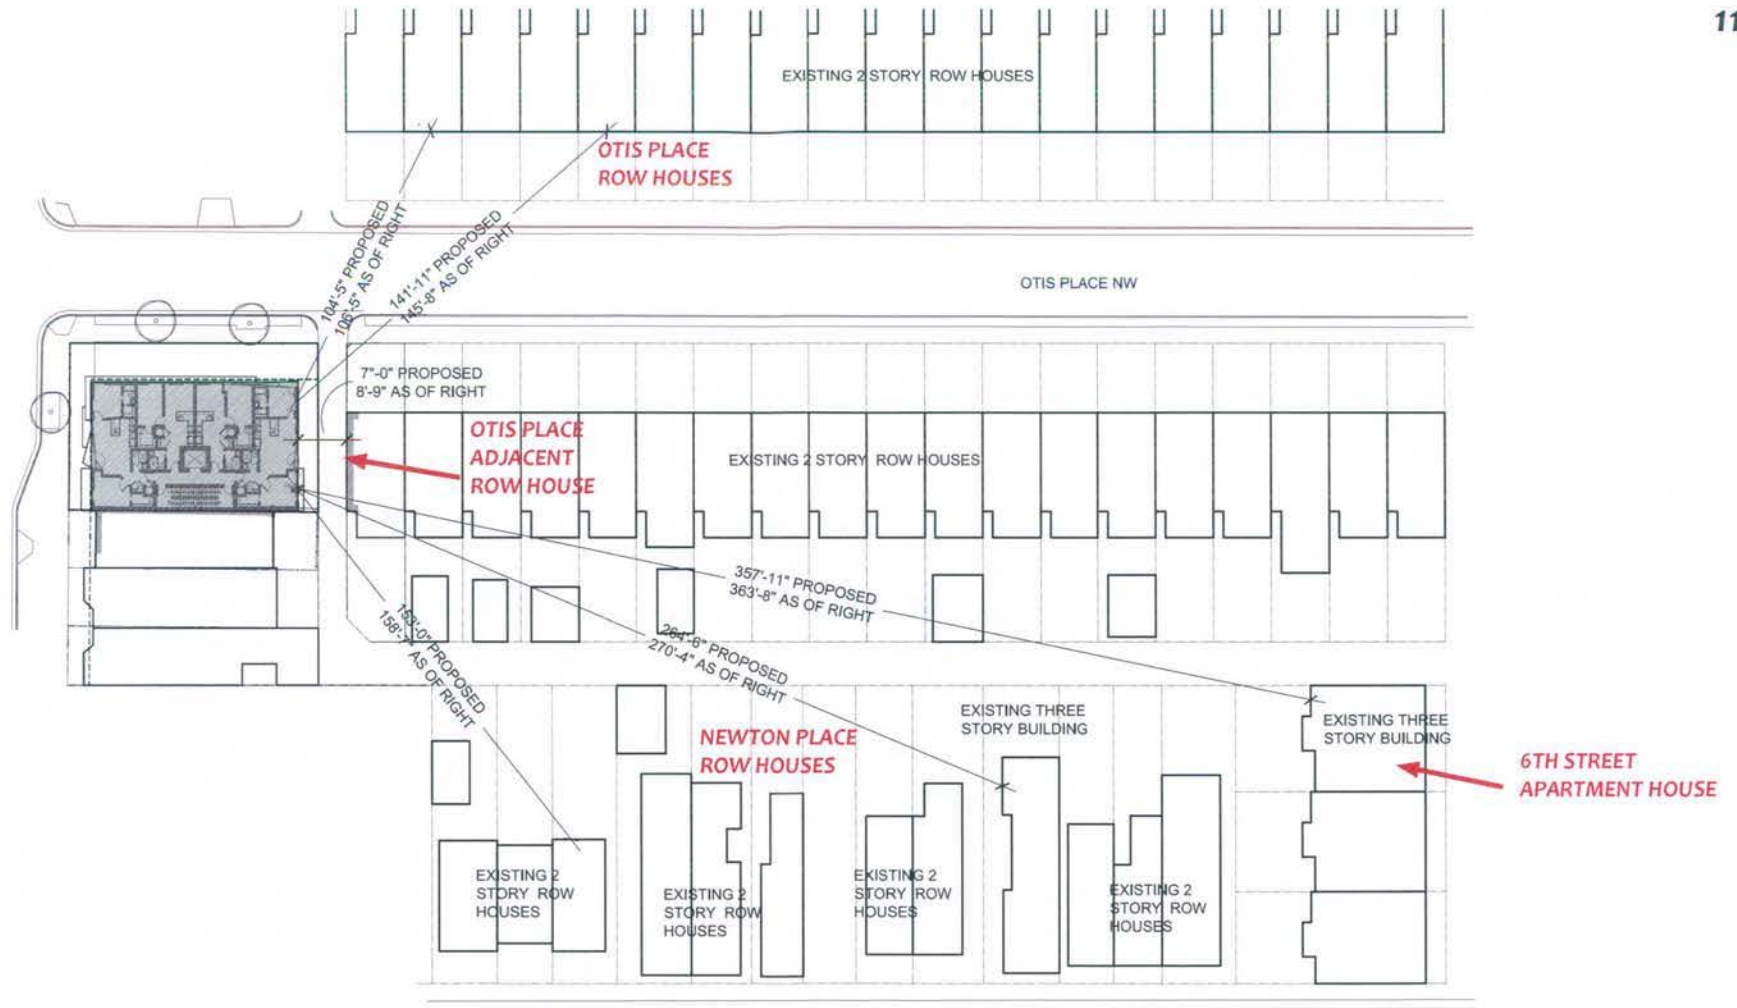 11
EXISTING 2 STORY ROW HOUSES
OTIS PLACE
ROW HOUSES
104'-5" PROPOSED
106'-5" AS OF RIGHT
141'-11" PROPOSED
145'-8" AS OF RIGHT
OTIS PLACE NW
7"-0" PROPOSED
8'-9" AS OF RIGHT
OTIS PLACE
ADJACENT
ROW HOUSE
EXISTING 2 STORY ROW HOUSES
357'-11" PROPOSED
363'-8" AS OF RIGHT
264'-6" PROPOSED
270'-4" AS OF RIGHT
153'-0" PROPOSED
158'-7" AS OF RIGHT
NEWTON PLACE
ROW HOUSES
EXISTING THREE
STORY BUILDING
EXISTING THREE
STORY BUILDING
6TH STREET
APARTMENT HOUSE
EXISTING 2
STORY ROW
HOUSES
EXISTING 2
STORY ROW
HOUSES
EXISTING 2
STORY ROW
HOUSES
EXISTING 2
STORY ROW
HOUSES